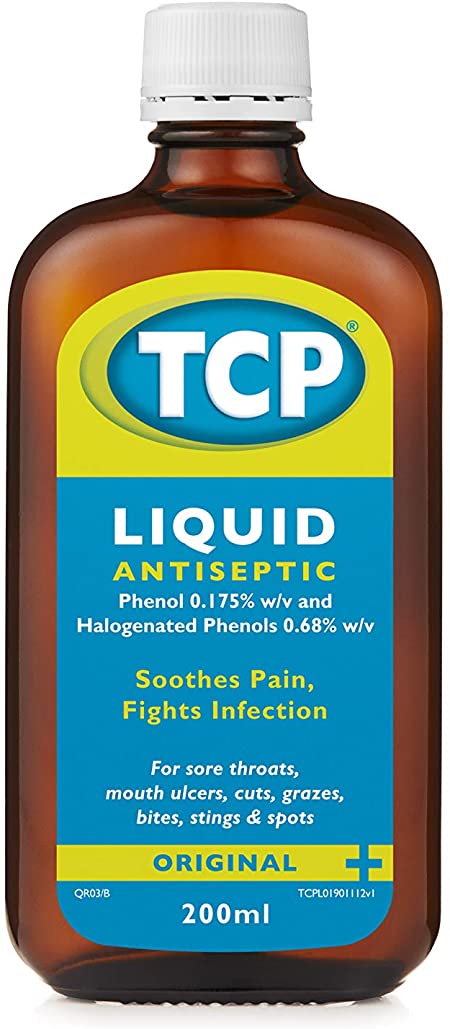 TCP®
LIQUID
ANTISEPTIC
Phenol 0.175% w/v and
Halogenated Phenols 0.68% w/v
Soothes Pain,
Fights Infection
For sore throats,
mouth ulcers, cuts, grazes,
bites, stings & spots
ORIGINAL +
QR03/B TCPL01901112v1
200ml